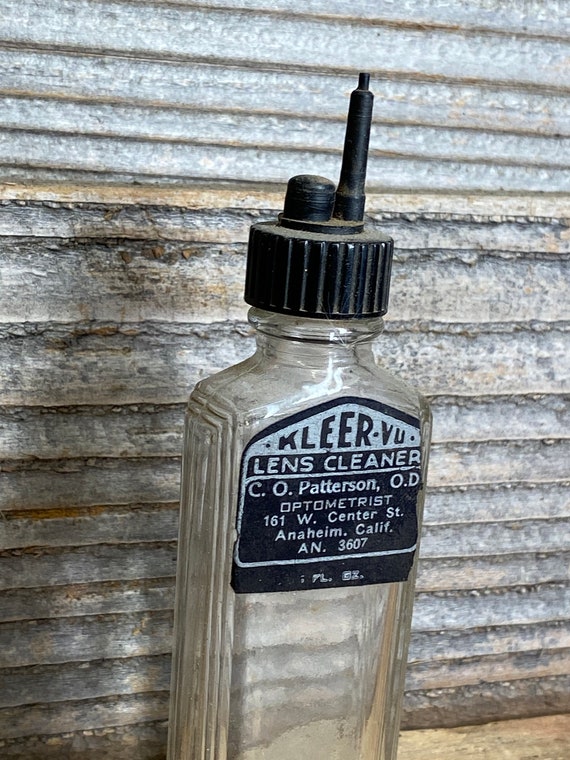 KLEER-VU
LENS CLEANER
C. O. Patterson, O.D
OPTOMETRIST
161 W. Center St.
Anaheim. Calif.
AN. 3607
1 FL. OZ.